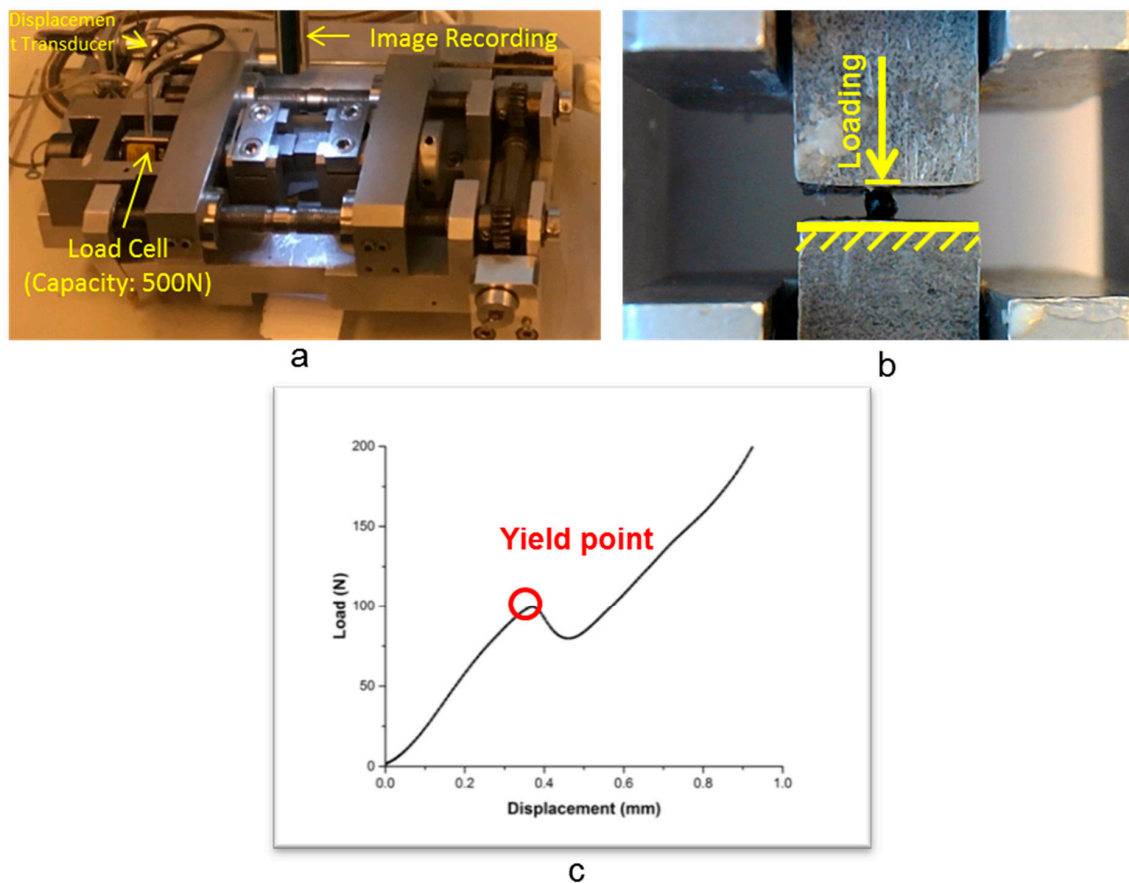 Displacemen
t Transducer
Image Recording
Load Cell
(Capacity: 500N)
a
Loading
b
200
150
100
50
0
Load (N)
Yield point
0.0 0.2 0.4 0.6 0.8 1.0
Displacement (mm)
c